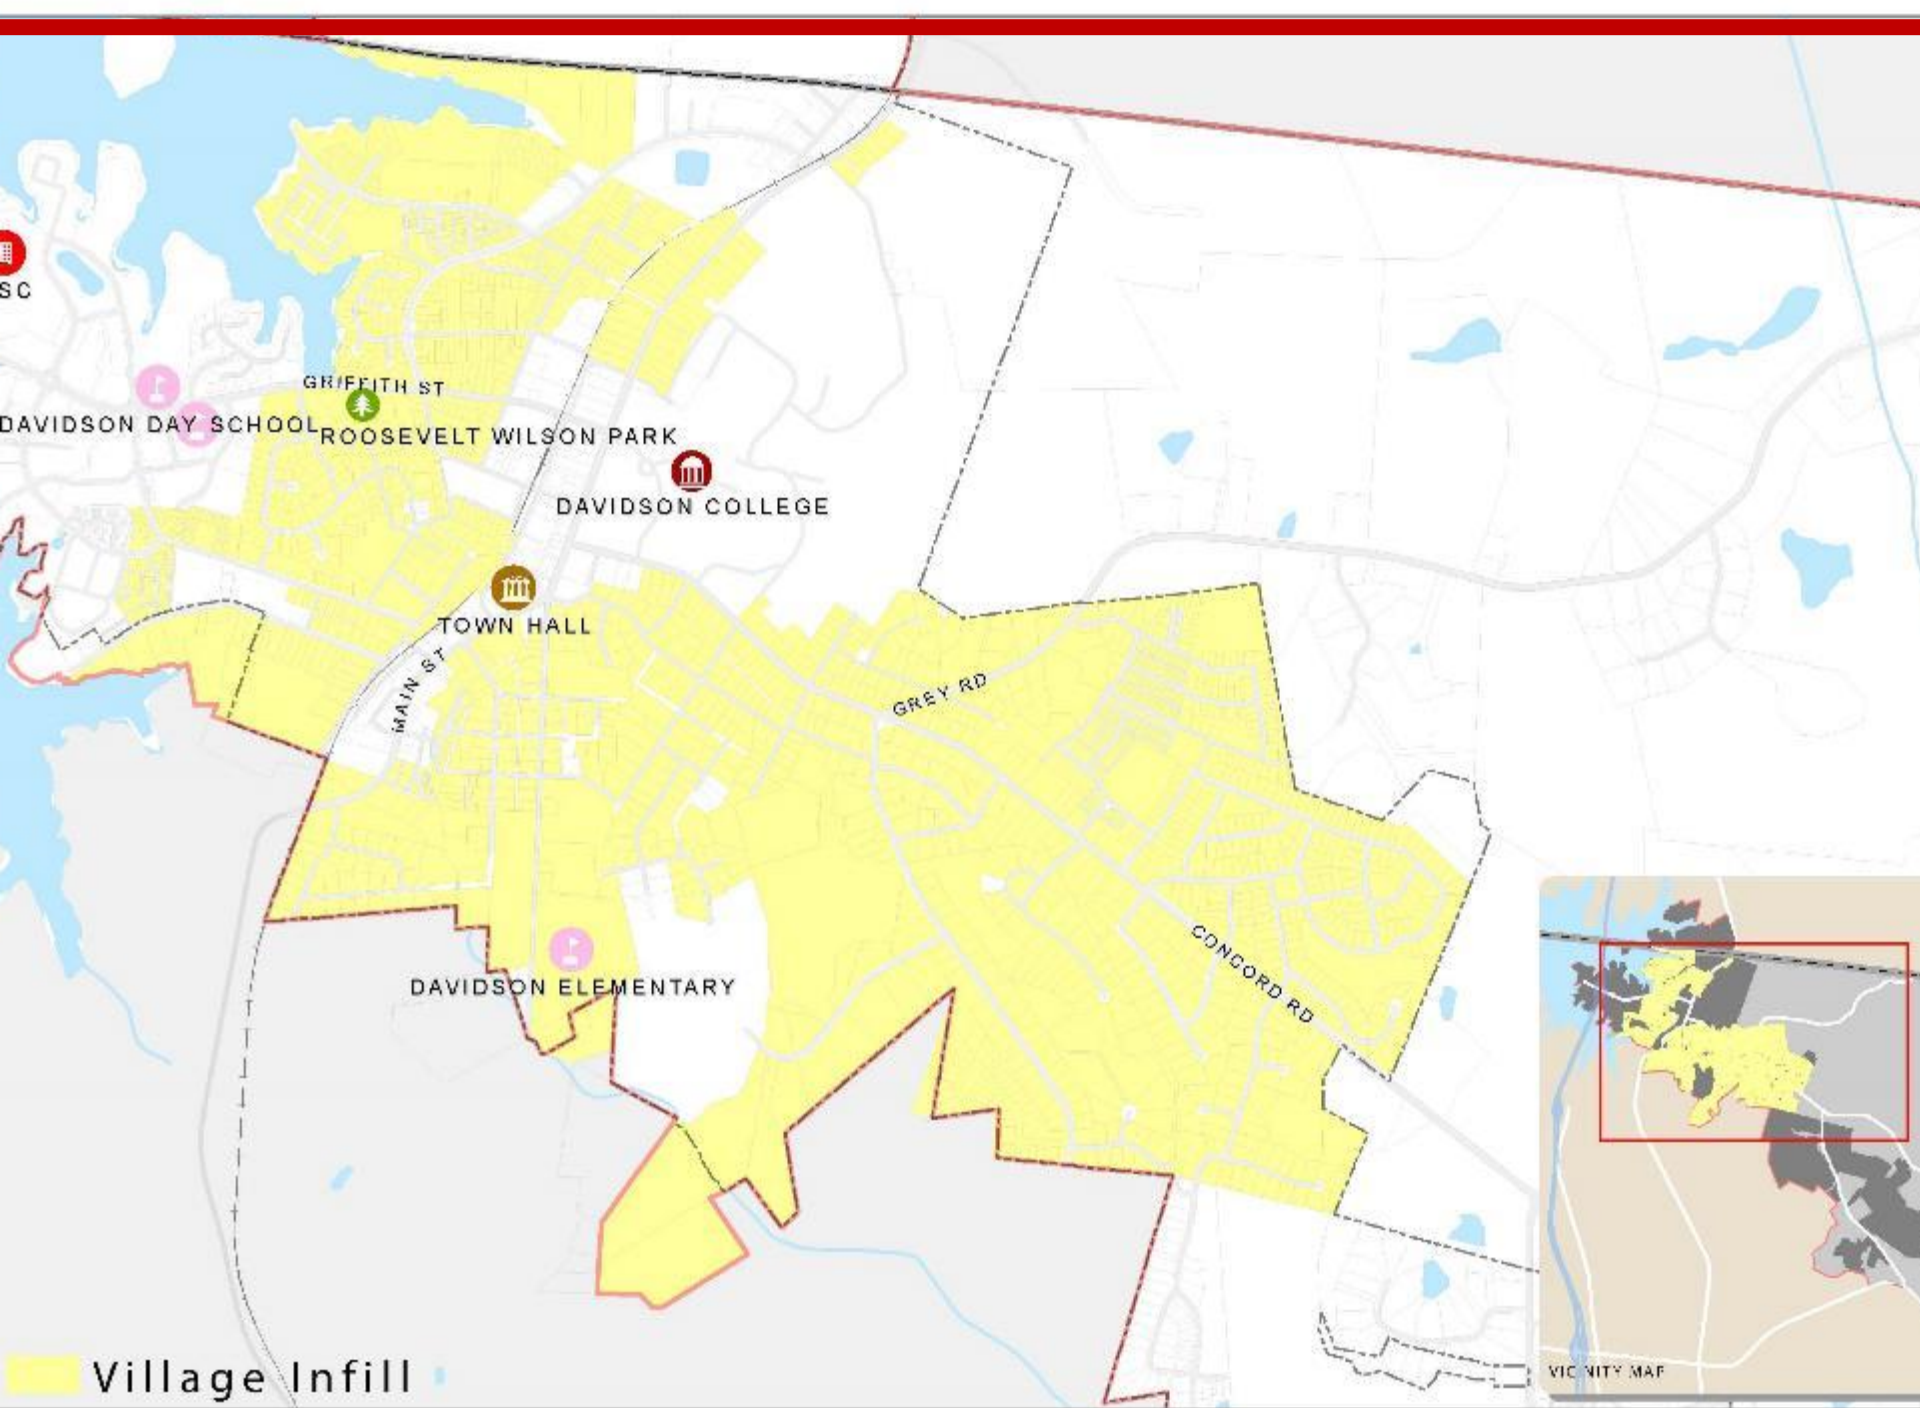 SC
GRIFFITH ST
DAVIDSON DAY SCHOOL
ROOSEVELT WILSON PARK
DAVIDSON COLLEGE
TOWN HALL
MAIN ST
GREY RD
CONCORD RD
DAVIDSON ELEMENTARY
Village Infill
VICINITY MAP